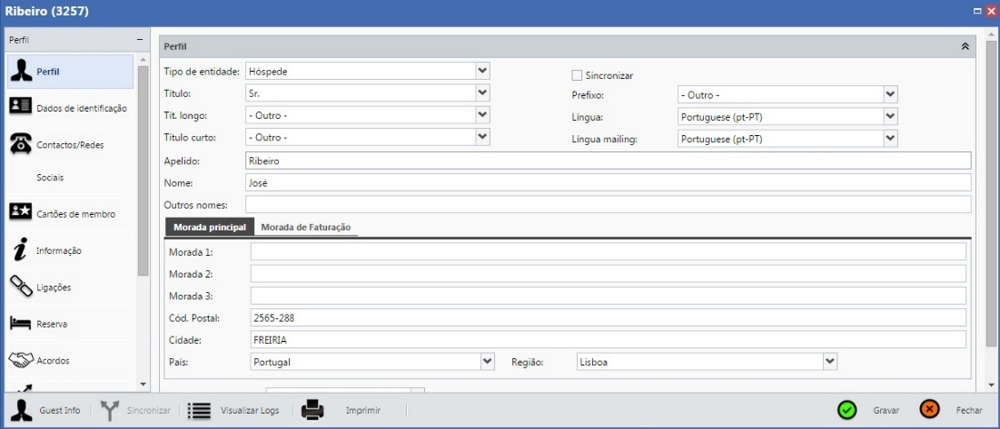 Ribeiro (3257)
Perfil
Perfil
Dados de identificação
Contactos/Redes
Sociais
Cartões de membro
Informação
Ligações
Reserva
Acordos
Perfil
Tipo de entidade: Hóspede
Sincronizar
Título: Sr.
Prefixo: - Outro -
Tít. longo: - Outro -
Língua: Portuguese (pt-PT)
Título curto: - Outro -
Língua mailing: Portuguese (pt-PT)
Apelido: Ribeiro
Nome: José
Outros nomes:
Morada principal Morada de Faturação
Morada 1:
Morada 2:
Morada 3:
Cód. Postal: 2565-288
Cidade: FREIRIA
País: Portugal Região: Lisboa
Guest Info Sincronizar Visualizar Logs Imprimir Gravar Fechar